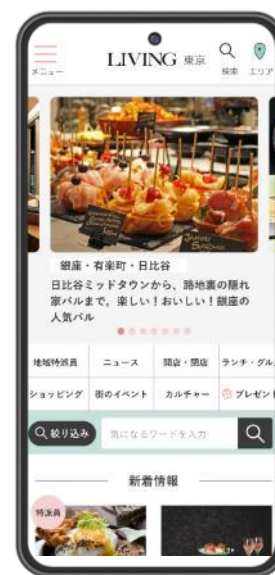 メニュー
LIVING 東京
検索
エリア
銀座・有楽町・日比谷
日比谷ミッドタウンから、路地裏の隠れ
家バルまで。楽しい！おいしい！銀座の
人気バル
地域特派員 ニュース 開店・閉店 ランチ・グル
ショッピング 街のイベント カルチャー プレゼント
絞り込み 気になるワードを入力
新着情報
特派員